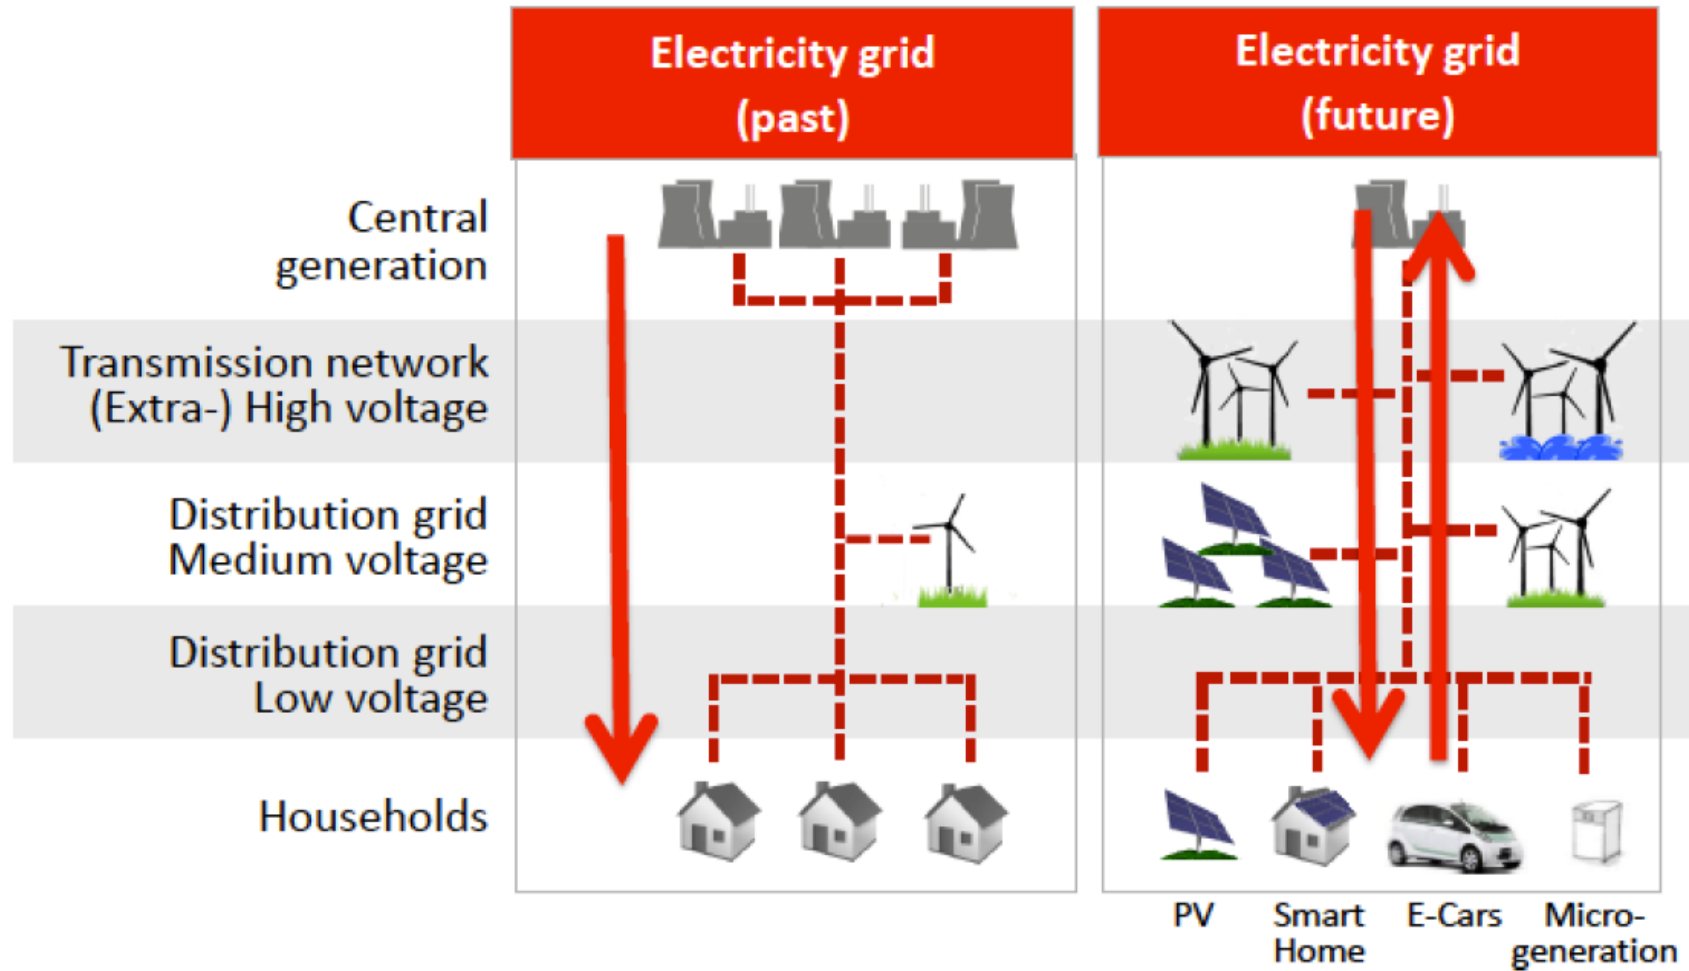 Electricity grid
(past)
Electricity grid
(future)
Central
generation
Transmission network
(Extra-) High voltage
Distribution grid
Medium voltage
Distribution grid
Low voltage
Households
PV
Smart
Home
E-Cars
Micro-
generation